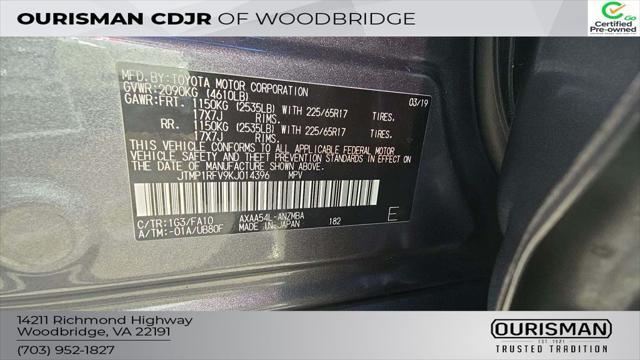 OURISMAN CDJR OF WOODBRIDGE
Go
Certified
Pre-owned
MFD.BY:TOYOTA MOTOR CORPORATION
GVWR:2090KG (4610LB) 03/19
GAWR:FRT. 1150KG (2535LB) WITH 225/65R17 TIRES.
17X7J RIMS.
RR. 1150KG (2535LB) WITH 225/65R17 TIRES.
17X7J RIMS.
THIS VEHICLE CONFORMS TO ALL APPLICABLE FEDERAL MOTOR
VEHICLE SAFETY AND THEFT PREVENTION STANDARDS IN EFFECT
ON THE DATE OF MANUFACTURE SHOWN ABOVE.
JTMP1RFV9KJ014396 MPV
C/TR:1G3/FA10 AXAA54L-ANZMBA E
A/TM:-01A/UB80F MADE IN JAPAN 182
14211 Richmond Highway
Woodbridge, VA 22191
(703) 952-1827
OURISMAN
EST. 1921
TRUSTED TRADITION